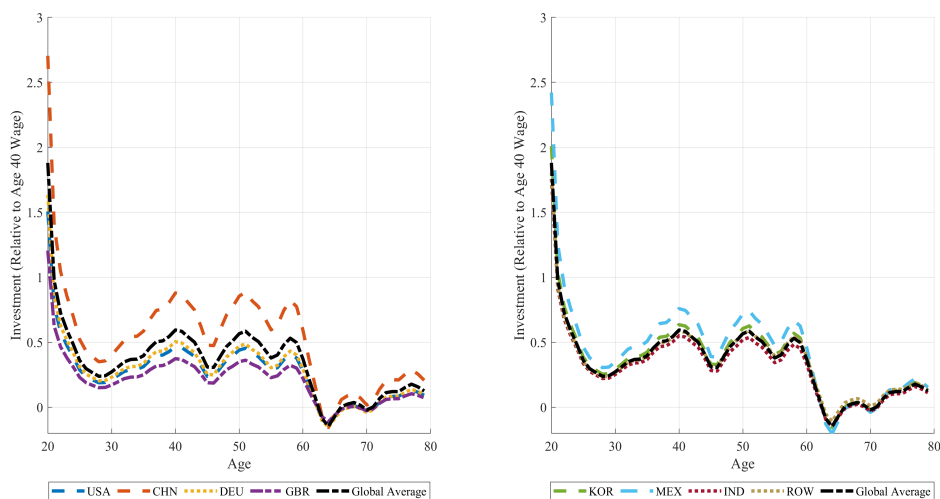 3
2.5
2
1.5
1
0.5
0
Investment (Relative to Age 40 Wage)
20 30 40 50 60 70 80
Age
USA CHN DEU GBR Global Average
3
2.5
2
1.5
1
0.5
0
Investment (Relative to Age 40 Wage)
20 30 40 50 60 70 80
Age
KOR MEX IND ROW Global Average